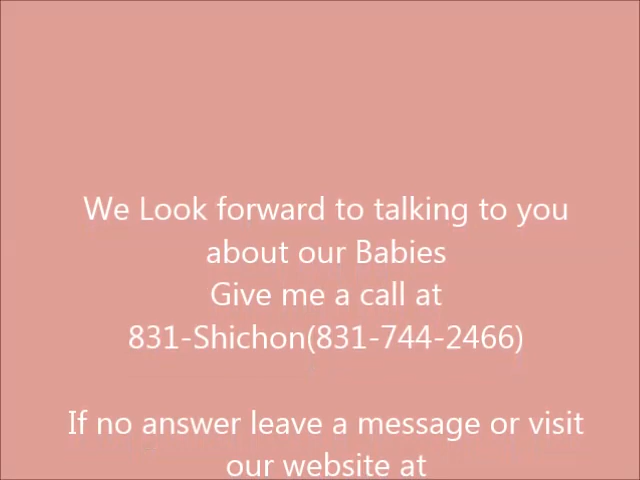 We Look forward to talking to you
about our Babies
Give me a call at
831-Shichon(831-744-2466)
If no answer leave a message or visit
our website at